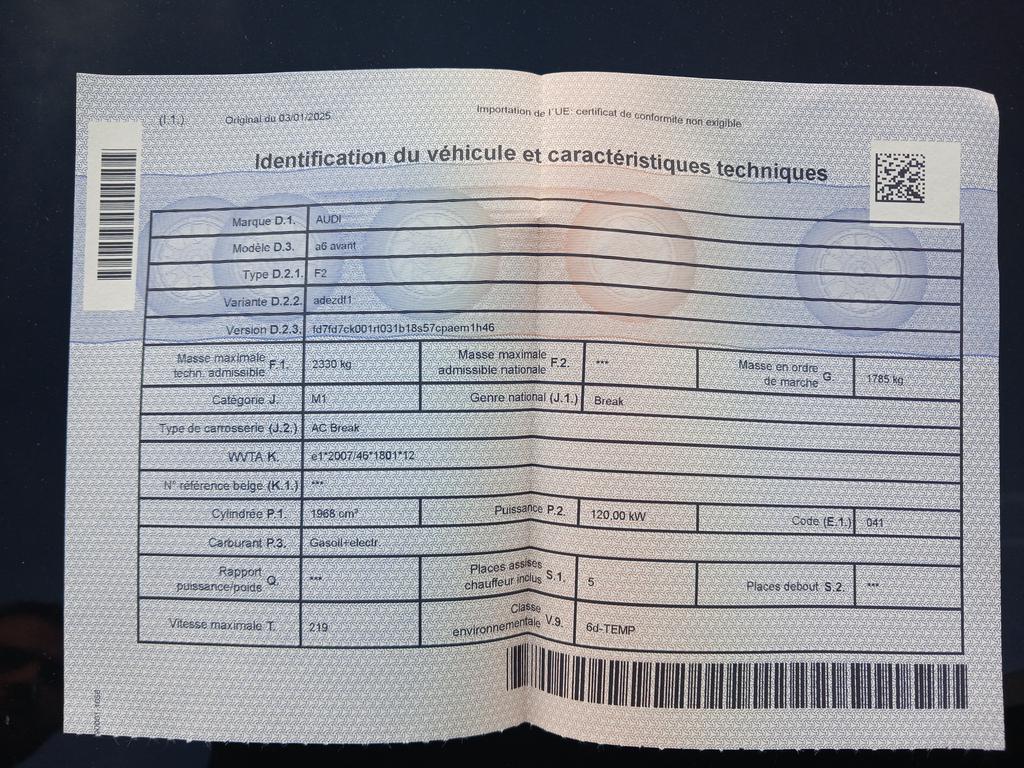 (I.1.) Original du 03/01/2025 Importation de l'UE: certificat de conformite non exigible
Identification du véhicule et caractéristiques techniques
Marque D.1. AUDI
Modèle D.3. a6 avant
Type D.2.1. F2
Variante D.2.2. adezdf1
Version D.2.3. fd7fd7ck001rt031b18s57cpaem1h46
Masse maximale techn. admissible F.1. 2330 kg Masse maximale admissible nationale F.2. *** Masse en ordre de marche G. 1785 kg
Catégorie J. M1 Genre national (J.1.) Break
Type de carrosserie (J.2.) AC Break
WVTA K. e1*2007/46*1801*12
N° référence belge (K.1.) ***
Cylindrée P.1. 1968 cm³ Puissance P.2. 120,00 kW Code (E.1.) 041
Carburant P.3. Gasoil+electr.
Rapport puissance/poids Q. *** Places assises chauffeur inclus S.1. 5 Places debout S.2. ***
Vitesse maximale T. 219 Classe environnementale V.9. 6d-TEMP